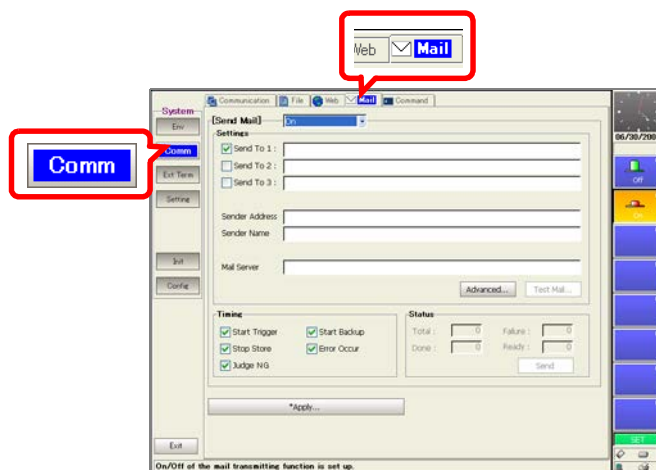 Web Mail
Communication File Web Mail Command
System
Env
Comm
Ext Term
Setting
Init
Config
Exit
[Send Mail] On
Settings
Send To 1 :
Send To 2 :
Send To 3 :
Sender Address
Sender Name
Mail Server
Advanced... Test Mail...
Timing
Start Trigger Start Backup
Stop Store Error Occur
Judge NG
Status
Total : 0 Failure : 0
Done : 0 Ready : 0
Send
*Apply...
On/Off of the mail transmitting function is set up.
Comm
06/30/200
Off
On
SET